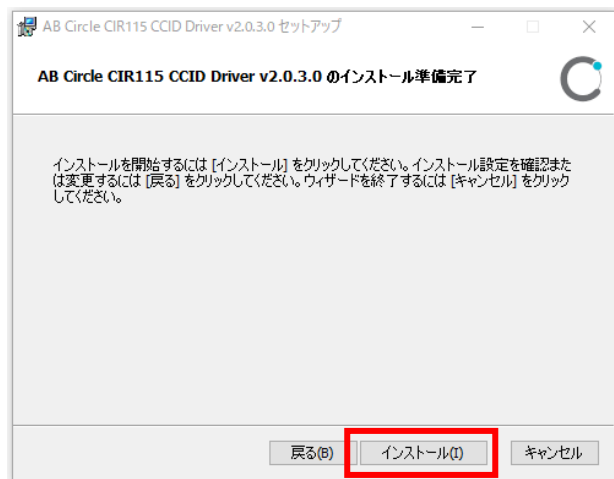 AB Circle CIR115 CCID Driver v2.0.3.0 セットアップ
AB Circle CIR115 CCID Driver v2.0.3.0 のインストール準備完了
インストールを開始するには [インストール] をクリックしてください。インストール設定を確認また
は変更するには [戻る] をクリックしてください。ウィザードを終了するには [キャンセル] をクリック
してください。
戻る(B) インストール(I) キャンセル